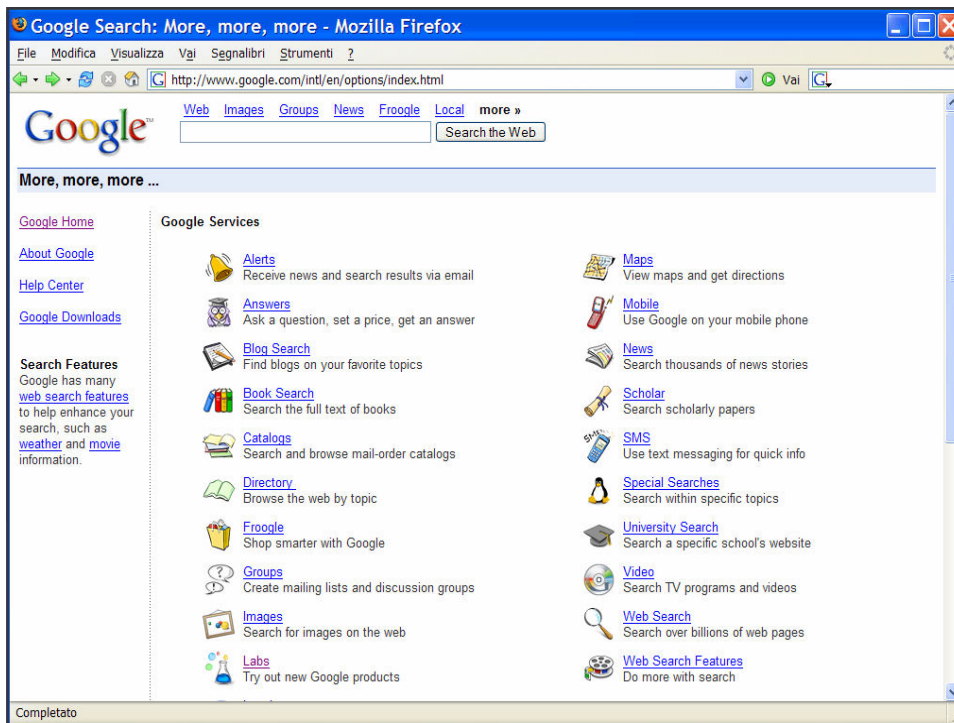 Google Search: More, more, more - Mozilla Firefox
File Modifica Visualizza Vai Segnalibri Strumenti ?
http://www.google.com/intl/en/options/index.html Vai
Web Images Groups News Froogle Local more »
Google™
Search the Web
More, more, more ...
Google Home
About Google
Help Center
Google Downloads
Search Features
Google has many
web search features
to help enhance your
search, such as
weather and movie
information.
Google Services
Alerts
Receive news and search results via email
Answers
Ask a question, set a price, get an answer
Blog Search
Find blogs on your favorite topics
Book Search
Search the full text of books
Catalogs
Search and browse mail-order catalogs
Directory
Browse the web by topic
Froogle
Shop smarter with Google
Groups
Create mailing lists and discussion groups
Images
Search for images on the web
Labs
Try out new Google products
Maps
View maps and get directions
Mobile
Use Google on your mobile phone
News
Search thousands of news stories
Scholar
Search scholarly papers
SMS
SMS
Use text messaging for quick info
Special Searches
Search within specific topics
University Search
Search a specific school's website
Video
Search TV programs and videos
Web Search
Search over billions of web pages
Web Search Features
Do more with search
Completato